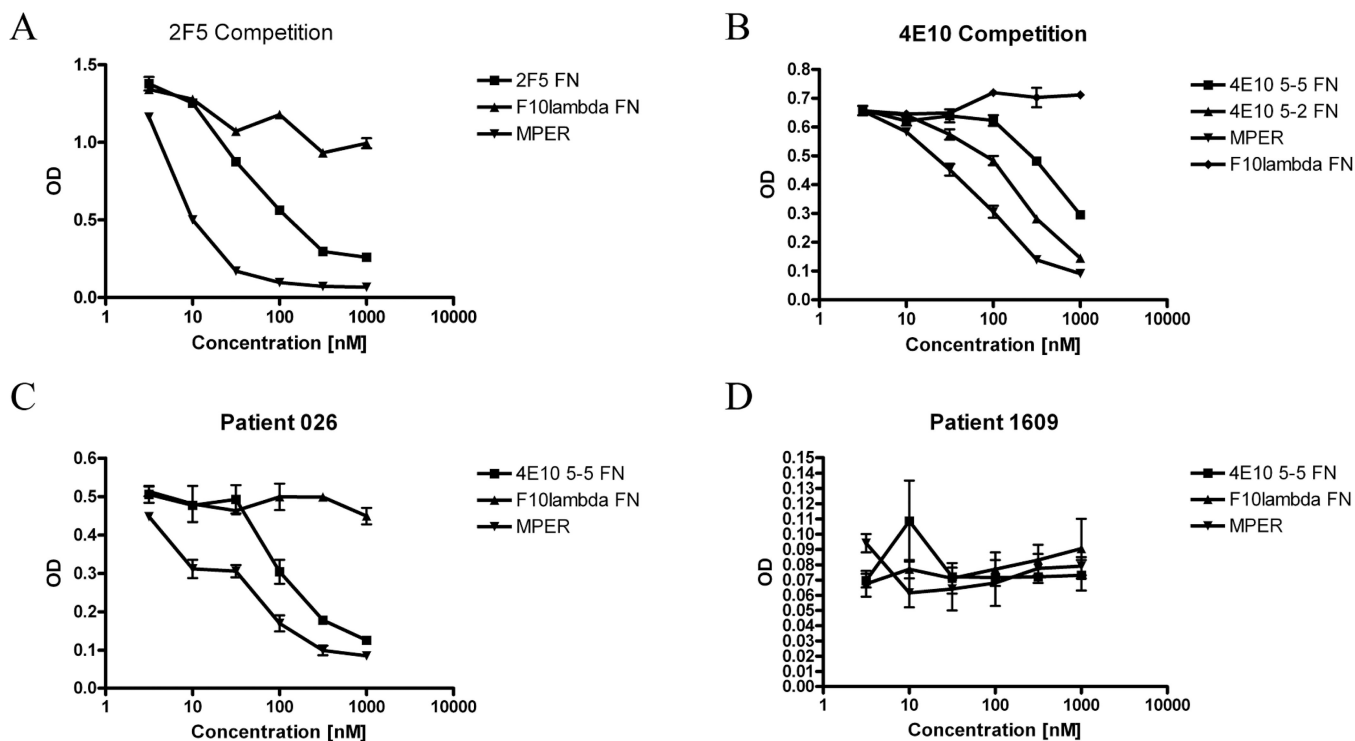 A
2F5 Competition
1.5
1.0
0.5
0.0
OD
1
10
100
1000
10000
Concentration [nM]
2F5 FN
F10lambda FN
MPER
B
4E10 Competition
0.8
0.7
0.6
0.5
0.4
0.3
0.2
0.1
0.0
OD
1
10
100
1000
10000
Concentration [nM]
4E10 5-5 FN
4E10 5-2 FN
MPER
F10lambda FN
C
Patient 026
0.6
0.5
0.4
0.3
0.2
0.1
0.0
OD
1
10
100
1000
10000
Concentration [nM]
4E10 5-5 FN
F10lambda FN
MPER
D
Patient 1609
0.15
0.14
0.13
0.12
0.11
0.10
0.09
0.08
0.07
0.06
0.05
0.04
0.03
0.02
0.01
0.00
OD
1
10
100
1000
10000
Concentration [nM]
4E10 5-5 FN
F10lambda FN
MPER